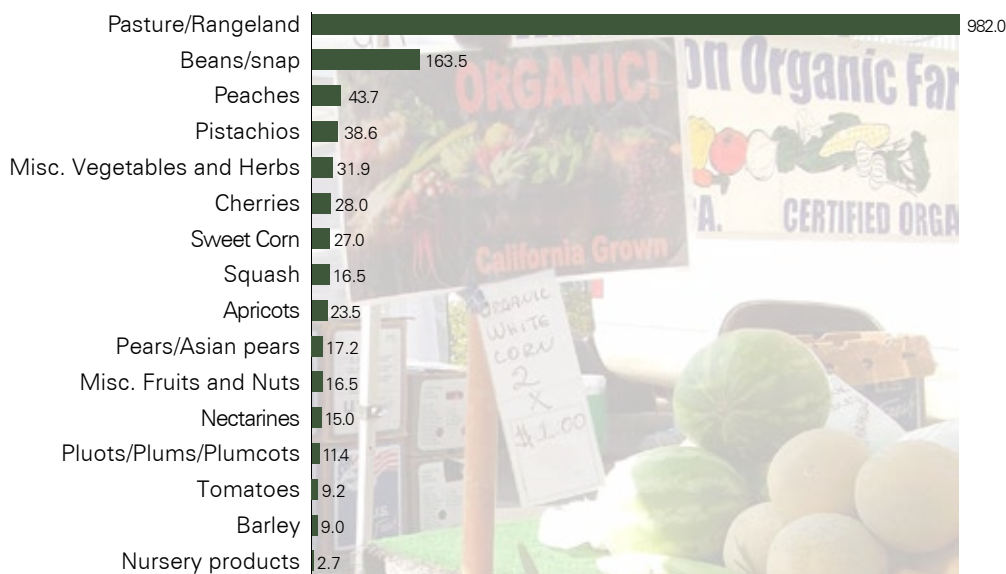 Pasture/Rangeland 982.0
Beans/snap 163.5
Peaches 43.7
Pistachios 38.6
Misc. Vegetables and Herbs 31.9
Cherries 28.0
Sweet Corn 27.0
Squash 16.5
Apricots 23.5
Pears/Asian pears 17.2
Misc. Fruits and Nuts 16.5
Nectarines 15.0
Pluots/Plums/Plumcots 11.4
Tomatoes 9.2
Barley 9.0
Nursery products 2.7
ORGANIC!
California Grown
on Organic Far
CERTIFIED ORGA
ORGANIC
WHITE
CORN
2
X
$1.00